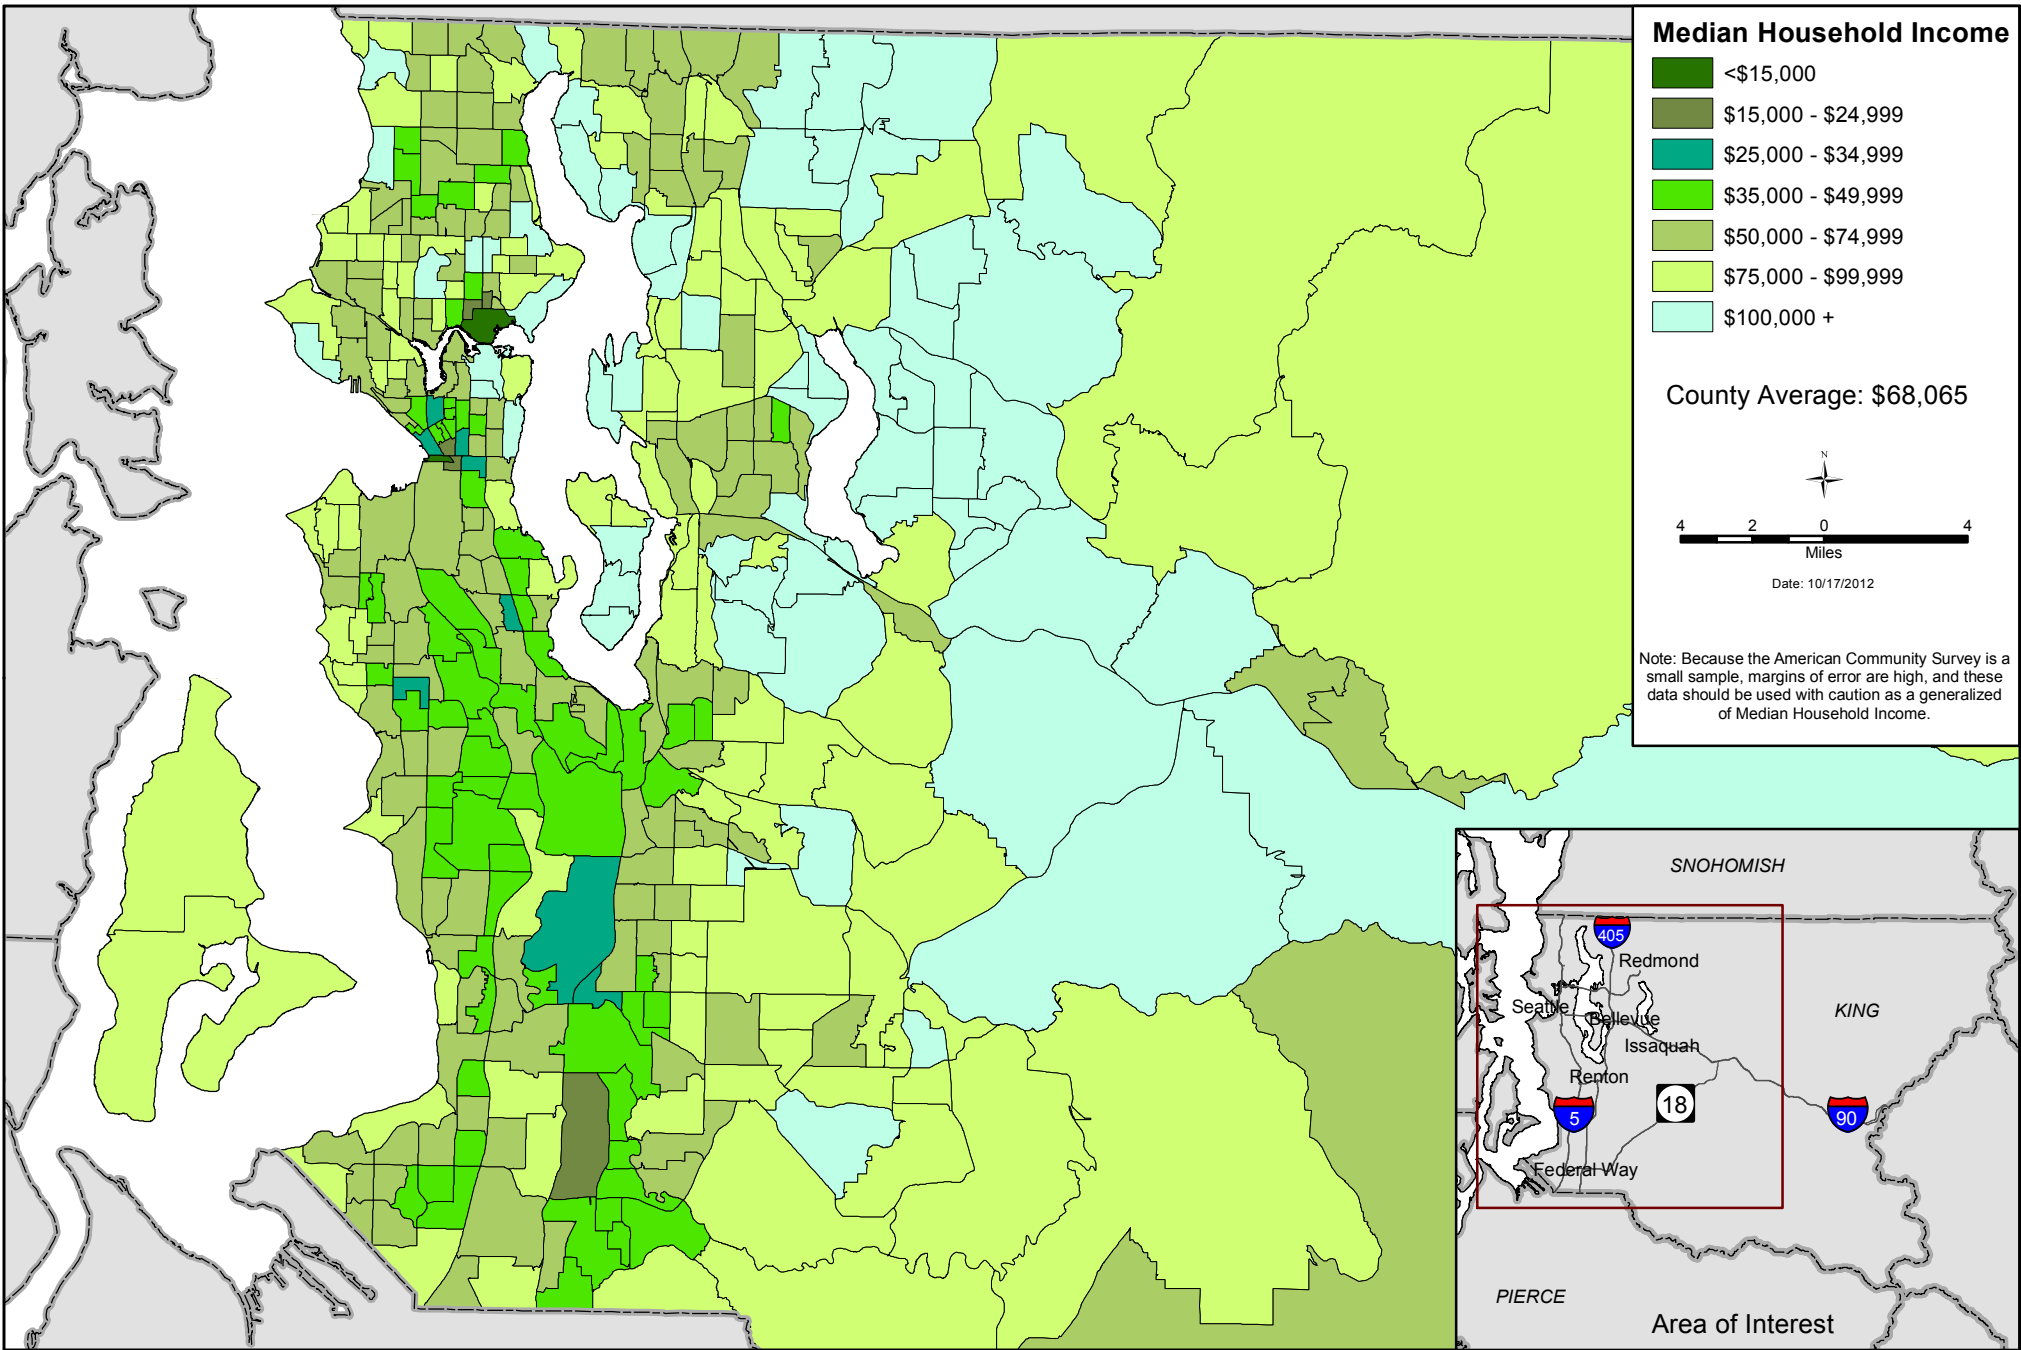 Median Household Income
<$15,000
$15,000 - $24,999
$25,000 - $34,999
$35,000 - $49,999
$50,000 - $74,999
$75,000 - $99,999
$100,000 +
County Average: $68,065
N
4 2 0 4
Miles
Date: 10/17/2012
Note: Because the American Community Survey is a
small sample, margins of error are high, and these
data should be used with caution as a generalized
of Median Household Income.
SNOHOMISH
405
Redmond
Seattle
Bellevue
KING
Issaquah
Renton
18
5
90
Federal Way
PIERCE
Area of Interest